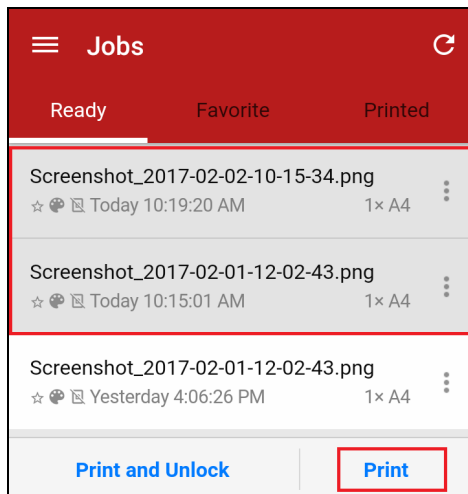 Jobs
Ready Favorite Printed
Screenshot_2017-02-02-10-15-34.png
Today 10:19:20 AM 1× A4
Screenshot_2017-02-01-12-02-43.png
Today 10:15:01 AM 1× A4
Screenshot_2017-02-01-12-02-43.png
Yesterday 4:06:26 PM 1× A4
Print and Unlock Print